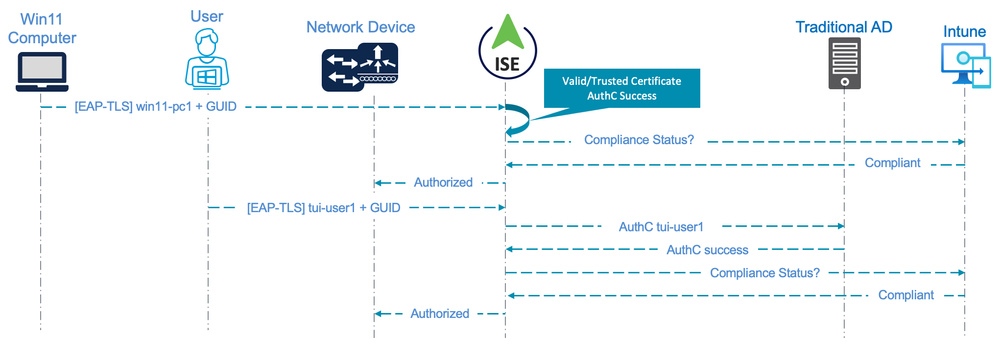 Win11
Computer
User
Network Device
ISE
Traditional AD
Intune
Valid/Trusted Certificate
AuthC Success
[EAP-TLS] win11-pc1 + GUID
Compliance Status?
Compliant
Authorized
[EAP-TLS] tui-user1 + GUID
AuthC tui-user1
AuthC success
Compliance Status?
Compliant
Authorized